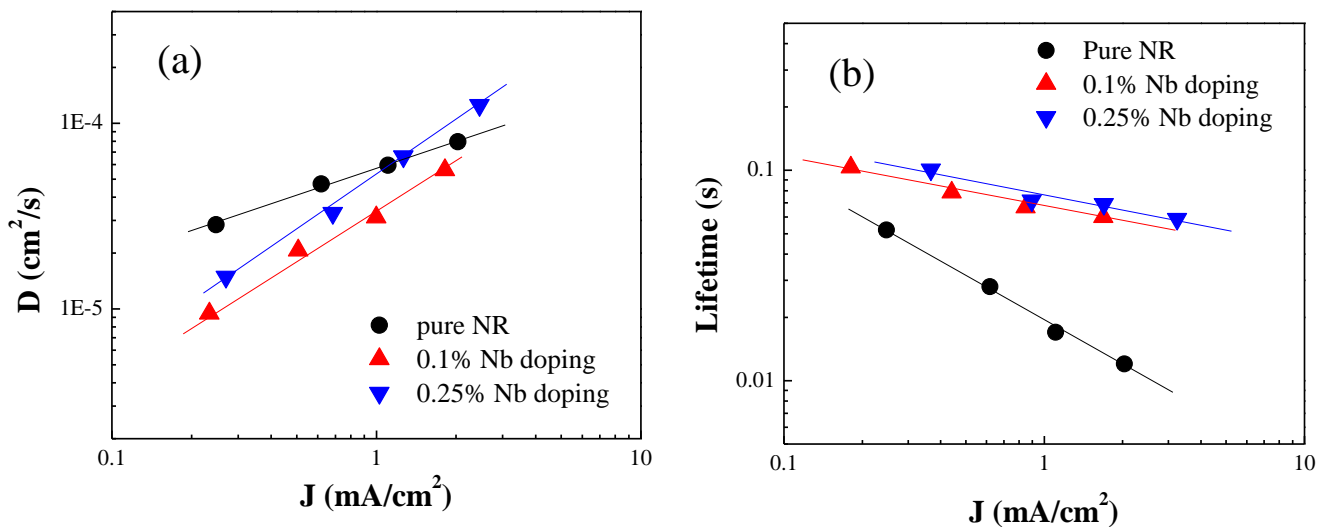 (a)
D (cm²/s)
1E-4
1E-5
pure NR
0.1% Nb doping
0.25% Nb doping
0.1
1
10
J (mA/cm²)
(b)
Lifetime (s)
0.1
0.01
Pure NR
0.1% Nb doping
0.25% Nb doping
0.1
1
10
J (mA/cm²)